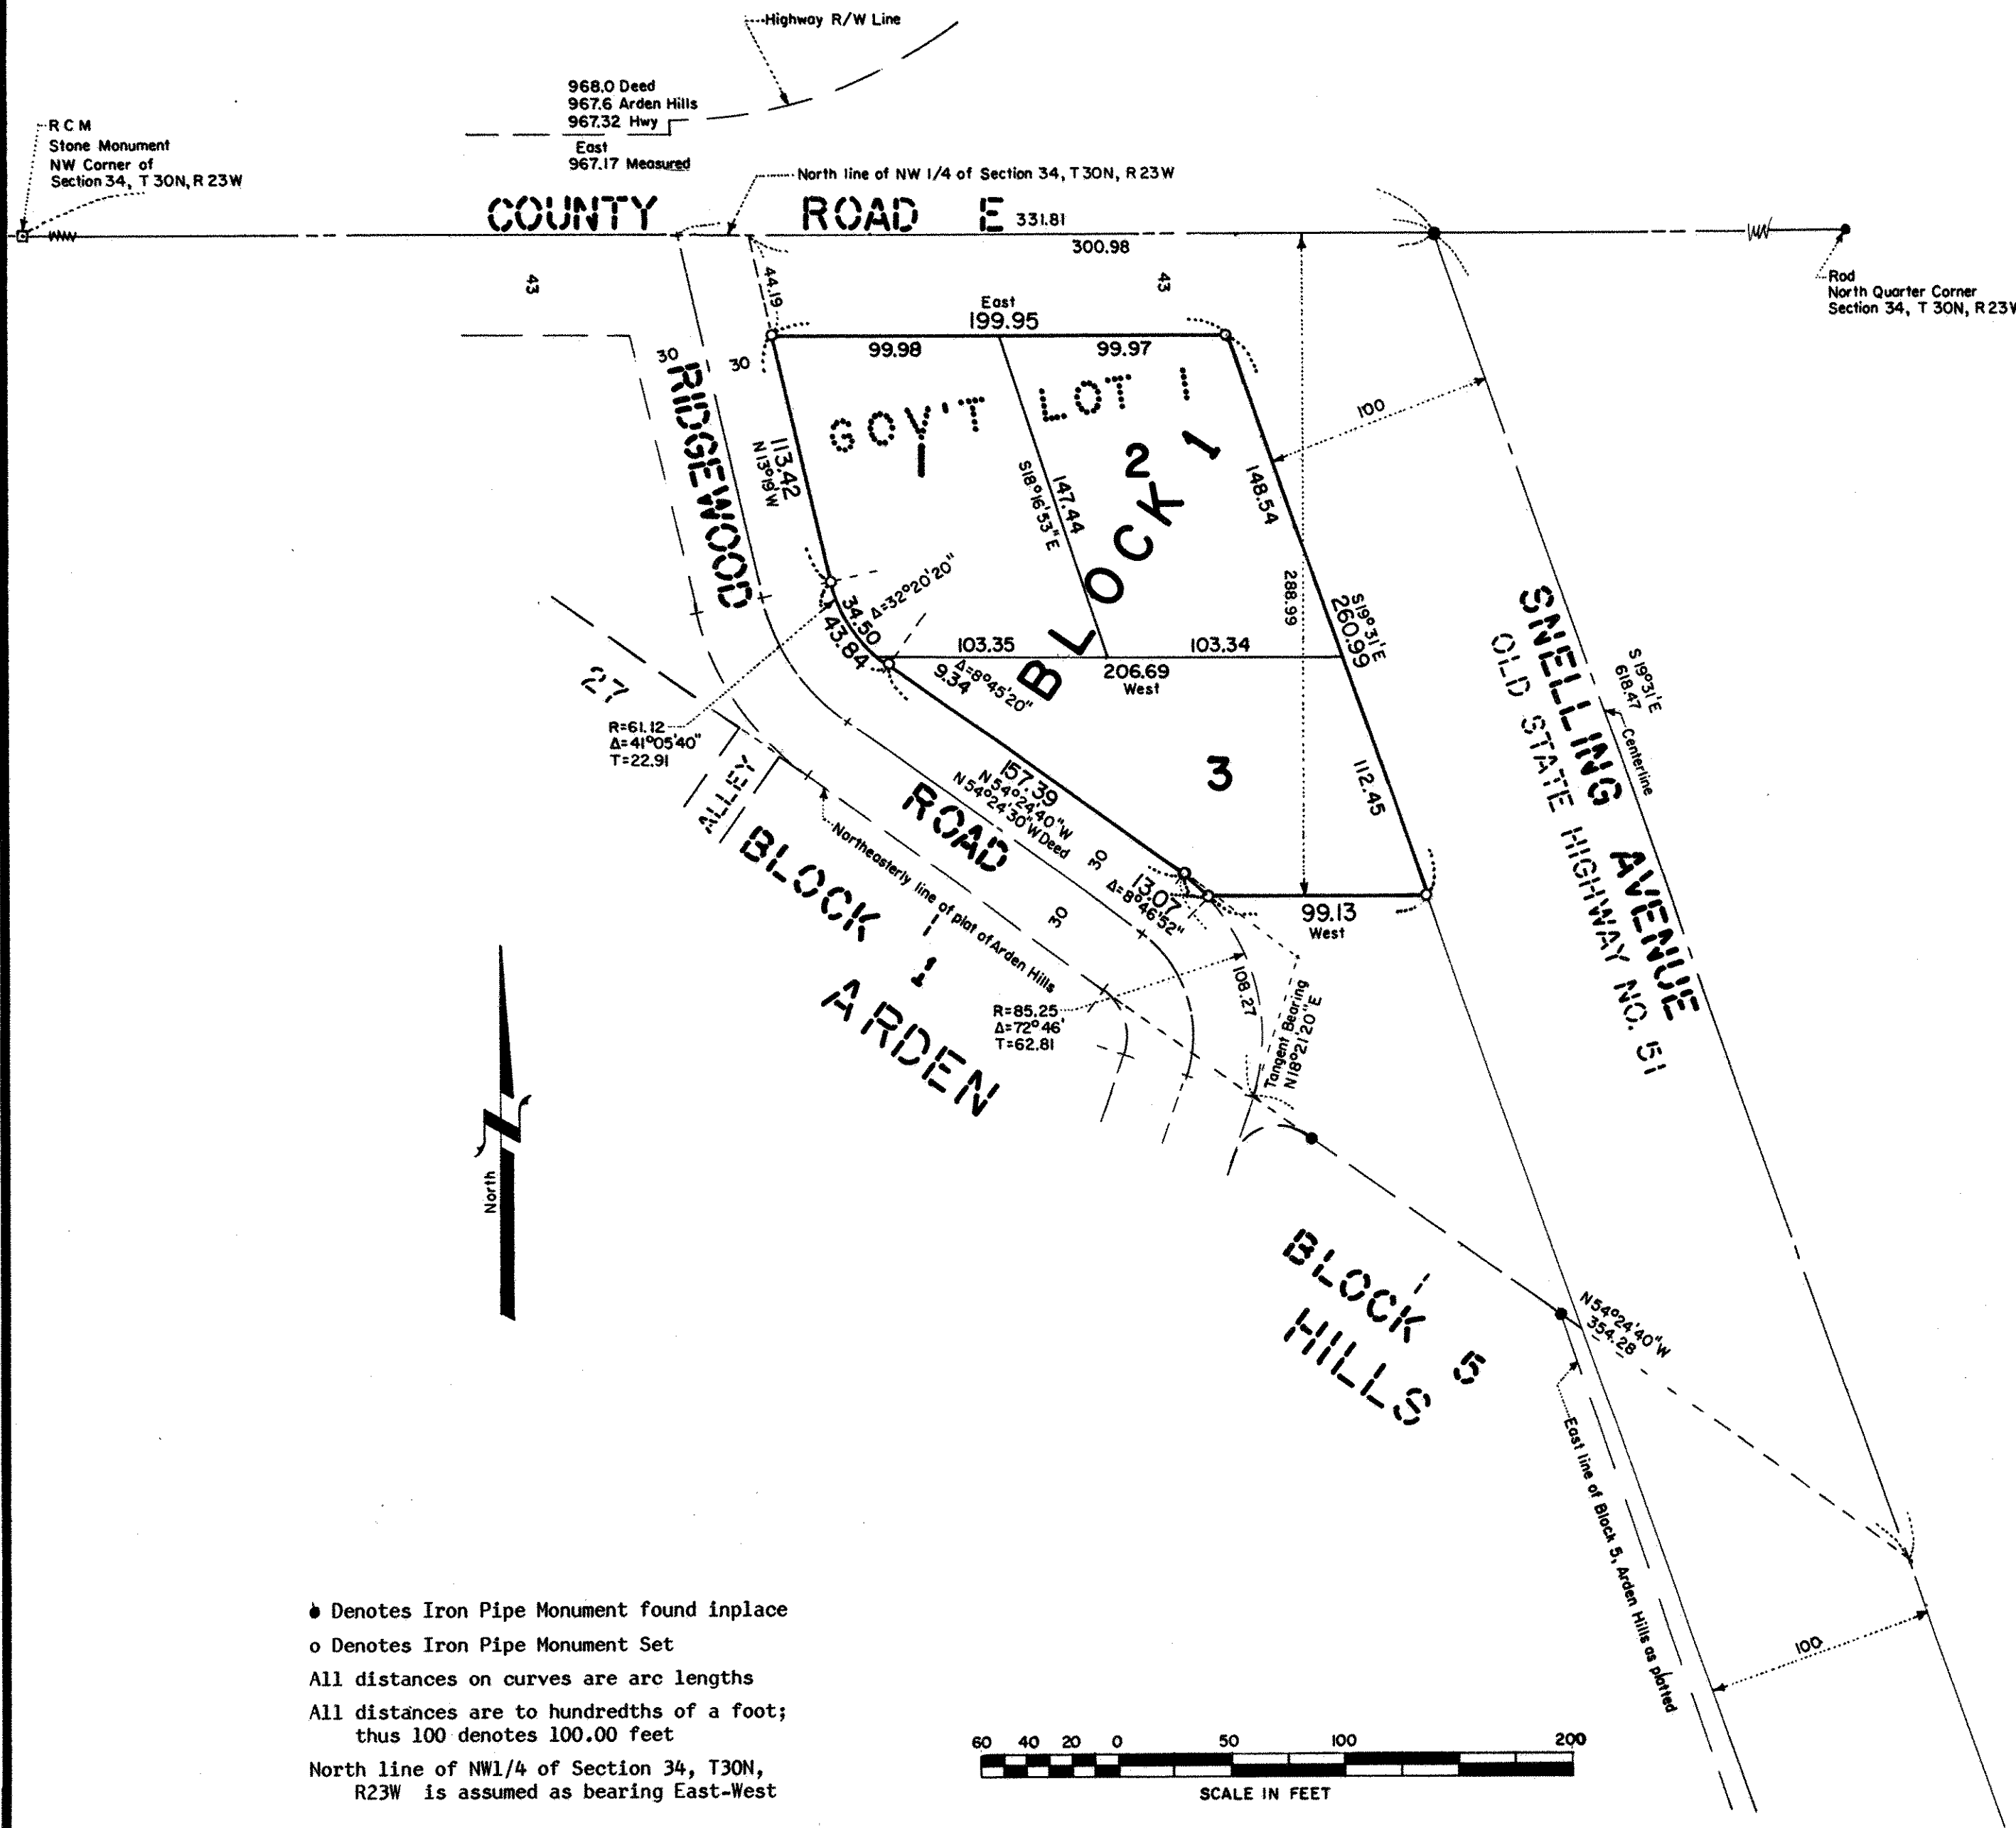 Highway R/W Line
968.0 Deed
967.6 Arden Hills
967.32 Hwy
East
967.17 Measured
R C M
Stone Monument
NW Corner of
Section 34, T 30N, R 23W
North line of NW 1/4 of Section 34, T30N, R 23W
COUNTY ROAD E
331.81
300.98
Rod
North Quarter Corner
Section 34, T 30N, R 23W
43
43
44.19
East
199.95
99.98
99.97
30
30
RIDGEWOOD
GOV'T LOT 1
1
2
BLOCK 1
113.42
N 13°19'W
147.44
S18°16'53"E
148.54
100
288.99
S19°31'E
260.99
34.50
Δ=32°20'20"
43.84
103.35
103.34
206.69
West
9.34
Δ=8°45'20"
27
R=61.12
Δ=41°05'40"
T=22.91
ALLEY
3
112.45
157.39
N 54°24'40"W
N 54°24'30"W Deed
ROAD
30
30
13.07
Δ=8°46'52"
99.13
West
SNELLING AVENUE
OLD STATE HIGHWAY NO. 51
S 19°31'E
618.47
Centerline
Northeasterly line of plat of Arden Hills
BLOCK 1
1
ARDEN
R=85.25
Δ=72°46'
T=62.81
108.27
Tangent Bearing
N18°21'20"E
North
BLOCK 5
1
HILLS
N 54°24'40"W
354.28
East line of Block 5, Arden Hills as platted
100
Denotes Iron Pipe Monument found inplace
o Denotes Iron Pipe Monument Set
All distances on curves are arc lengths
All distances are to hundredths of a foot;
thus 100 denotes 100.00 feet
North line of NW1/4 of Section 34, T30N,
R23W is assumed as bearing East-West
60 40 20 0 50 100 200
SCALE IN FEET